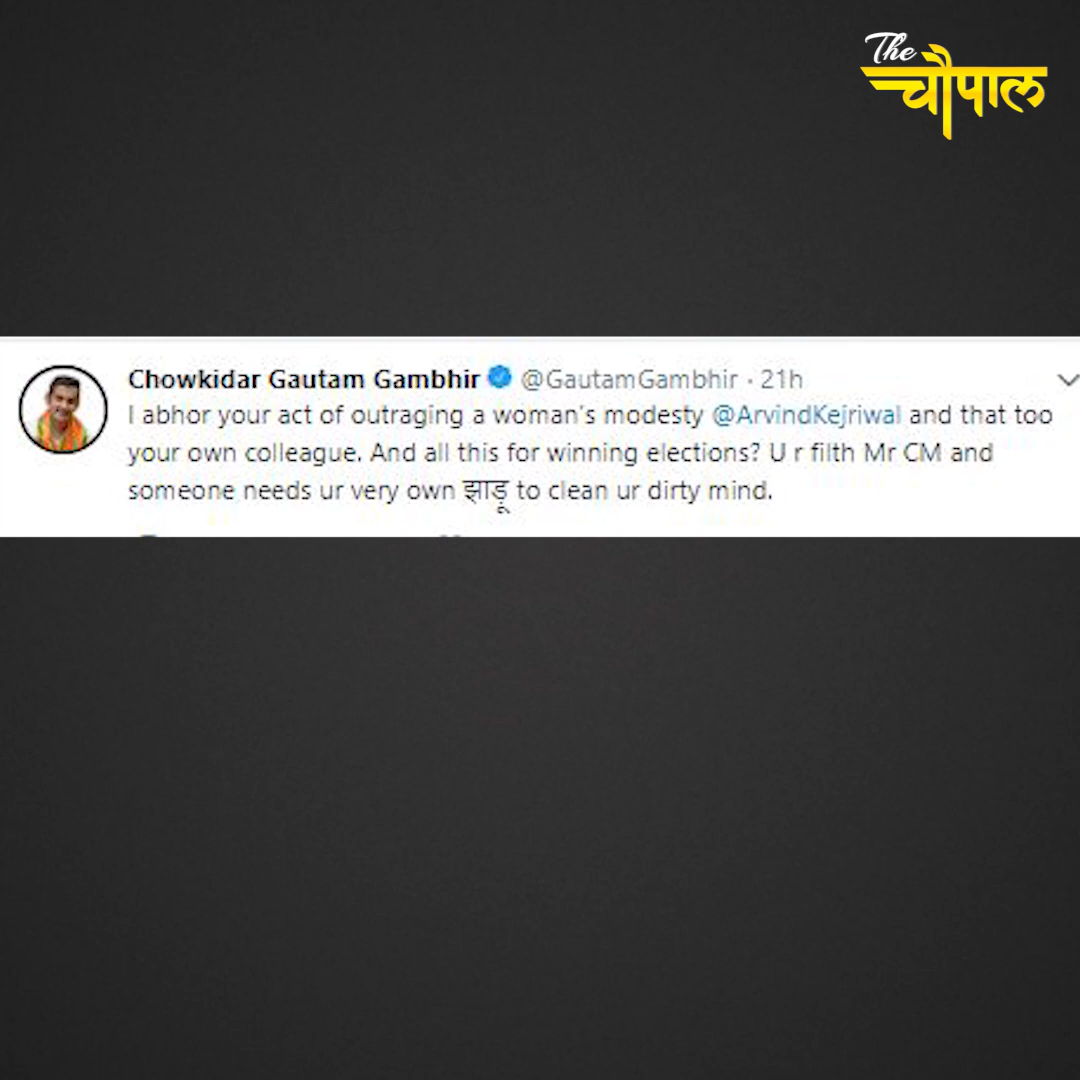 The
चौपाल
Chowkidar Gautam Gambhir @GautamGambhir · 21h
I abhor your act of outraging a woman's modesty @ArvindKejriwal and that too
your own colleague. And all this for winning elections? U r filth Mr CM and
someone needs ur very own झाड़ू to clean ur dirty mind.